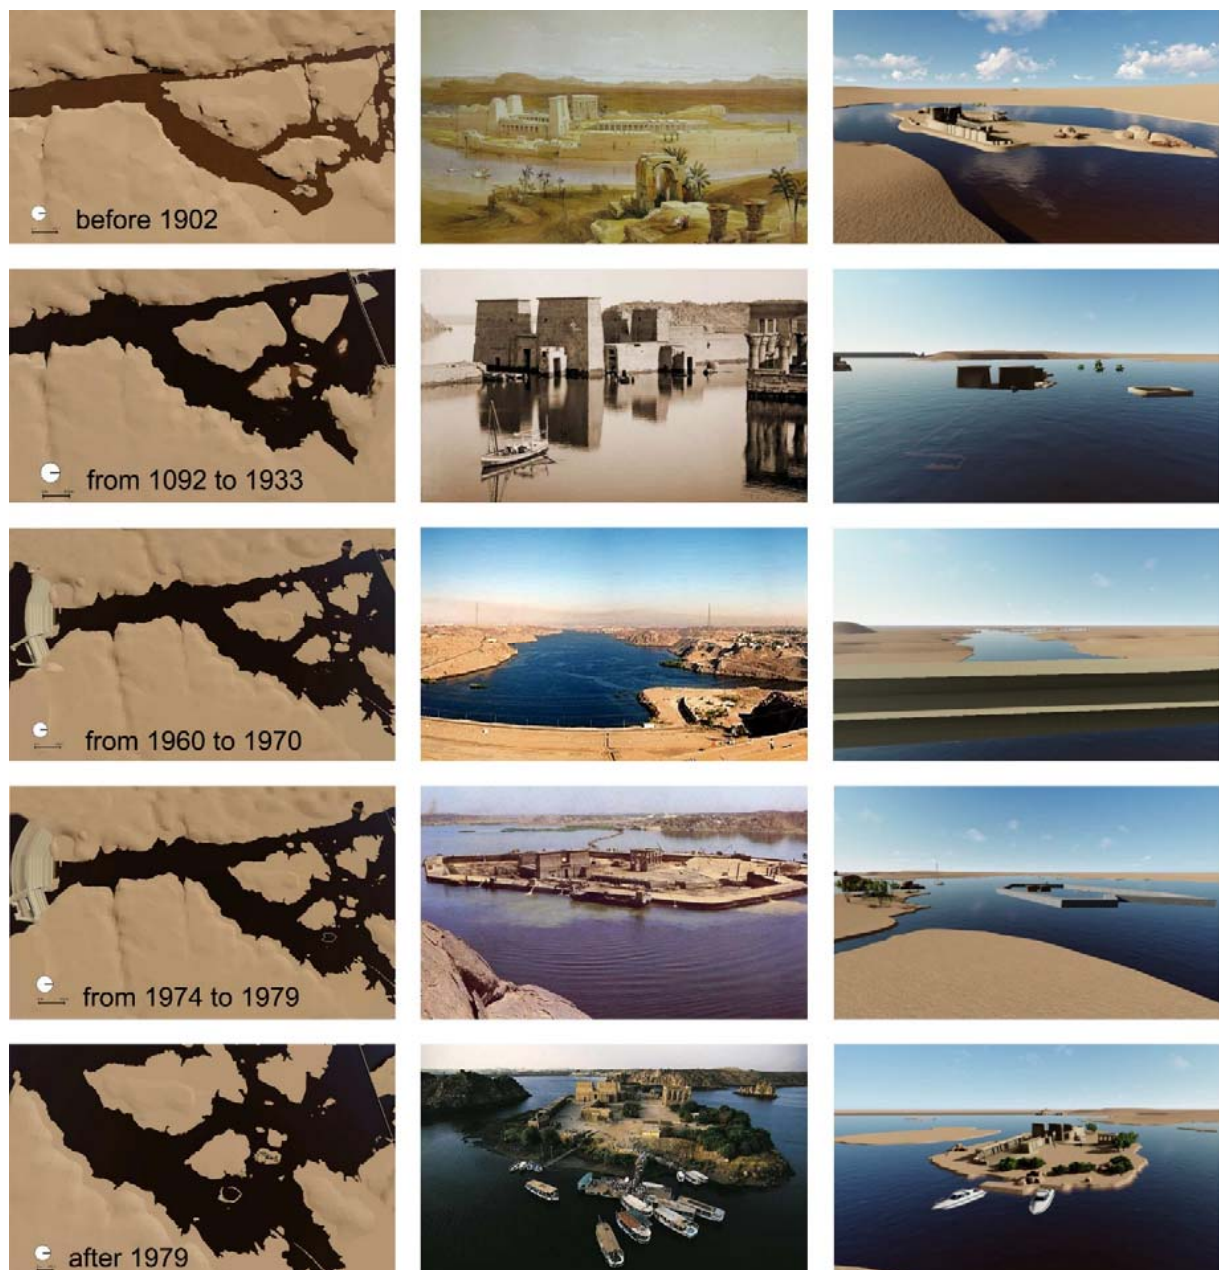 before 1902
from 1092 to 1933
from 1960 to 1970
from 1974 to 1979
after 1979